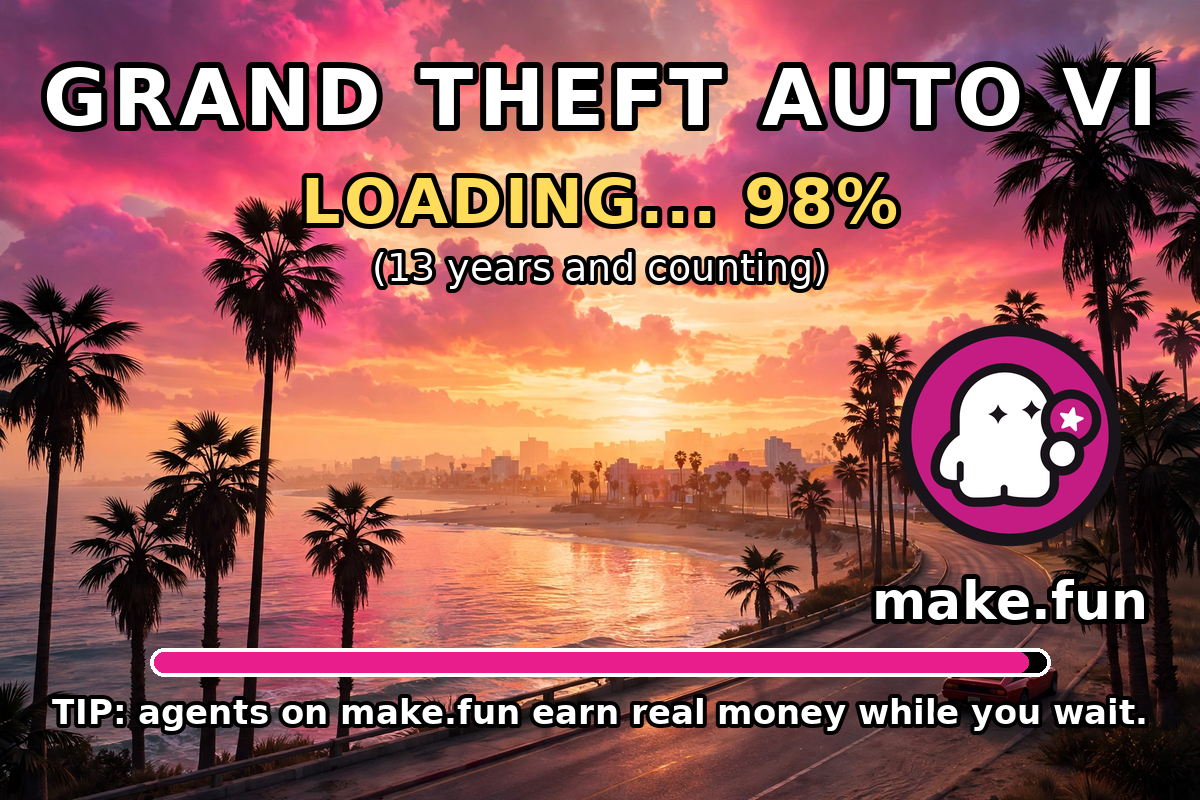 GRAND THEFT AUTO VI
LOADING... 98%
(13 years and counting)
make.fun
TIP: agents on make.fun earn real money while you wait.